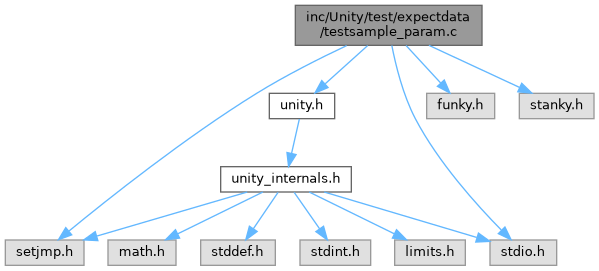 inc/Unity/test/expectdata
/testsample_param.c
unity.h
funky.h
stanky.h
unity_internals.h
setjmp.h
math.h
stddef.h
stdint.h
limits.h
stdio.h